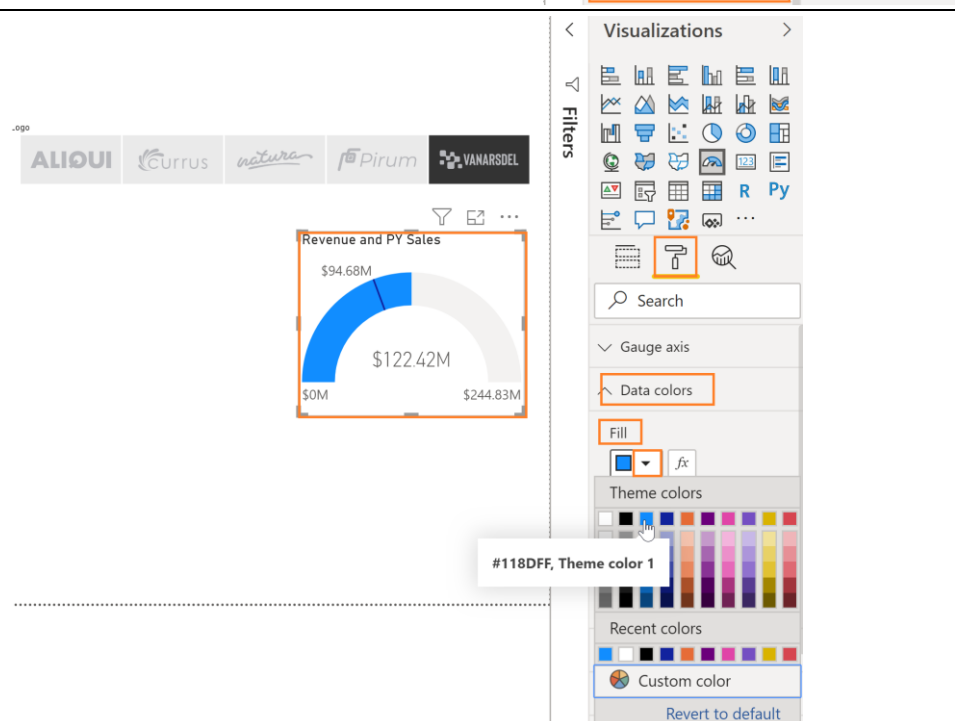 Visualizations
Filters
.ogo
ALIQUI
Currus
natura
Pirum
VANARSDEL
123
R
Py
Revenue and PY Sales
$94.68M
$122.42M
$0M
$244.83M
Search
Gauge axis
Data colors
Fill
fx
Theme colors
#118DFF, Theme color 1
Recent colors
Custom color
Revert to default